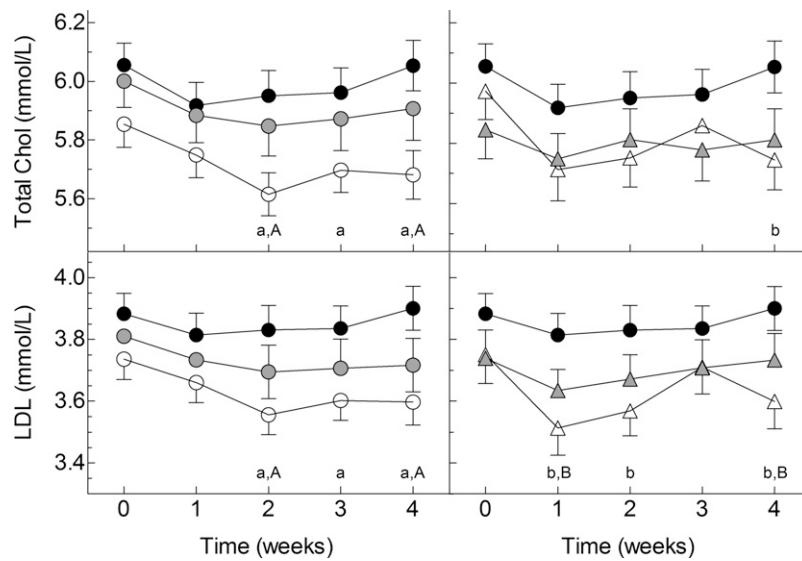 6.2
6.0
5.8
5.6
Total Chol (mmol/L)
a,A a a,A
b
4.0
3.8
3.6
3.4
LDL (mmol/L)
a,A a a,A
b,B b b,B
0 1 2 3 4
0 1 2 3 4
Time (weeks)
Time (weeks)